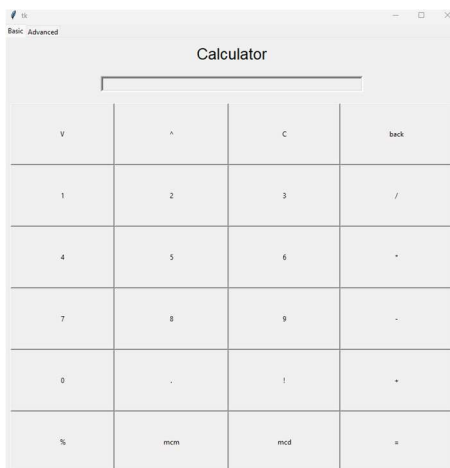 tk
Basic Advanced
Calculator
V ^ C back
1 2 3 /
4 5 6 *
7 8 9 -
0 . ! +
% mcm mcd =